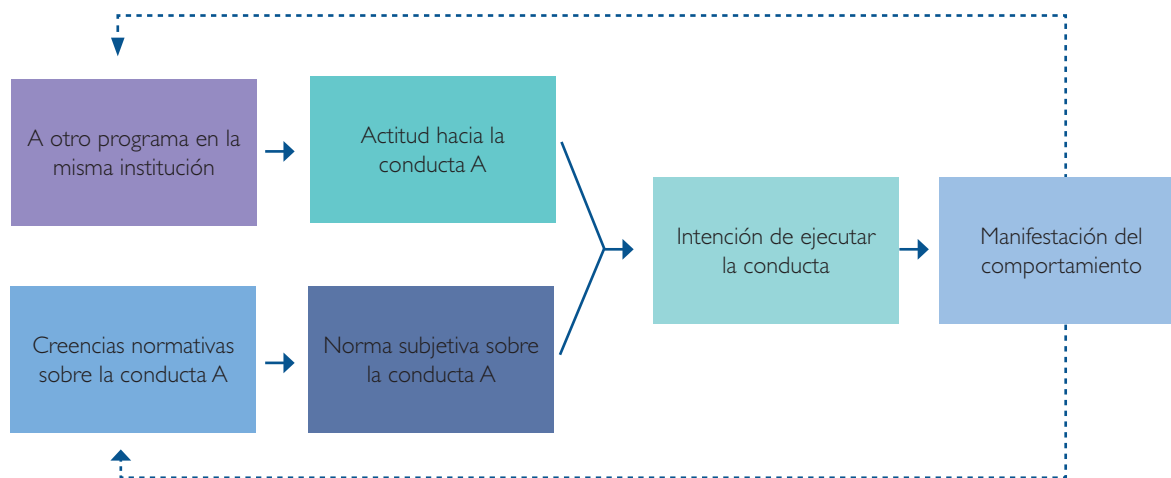 A otro programa en la
misma institución
Actitud hacia la
conducta A
Intención de ejecutar
la conducta
Manifestación del
comportamiento
Creencias normativas
sobre la conducta A
Norma subjetiva sobre
la conducta A